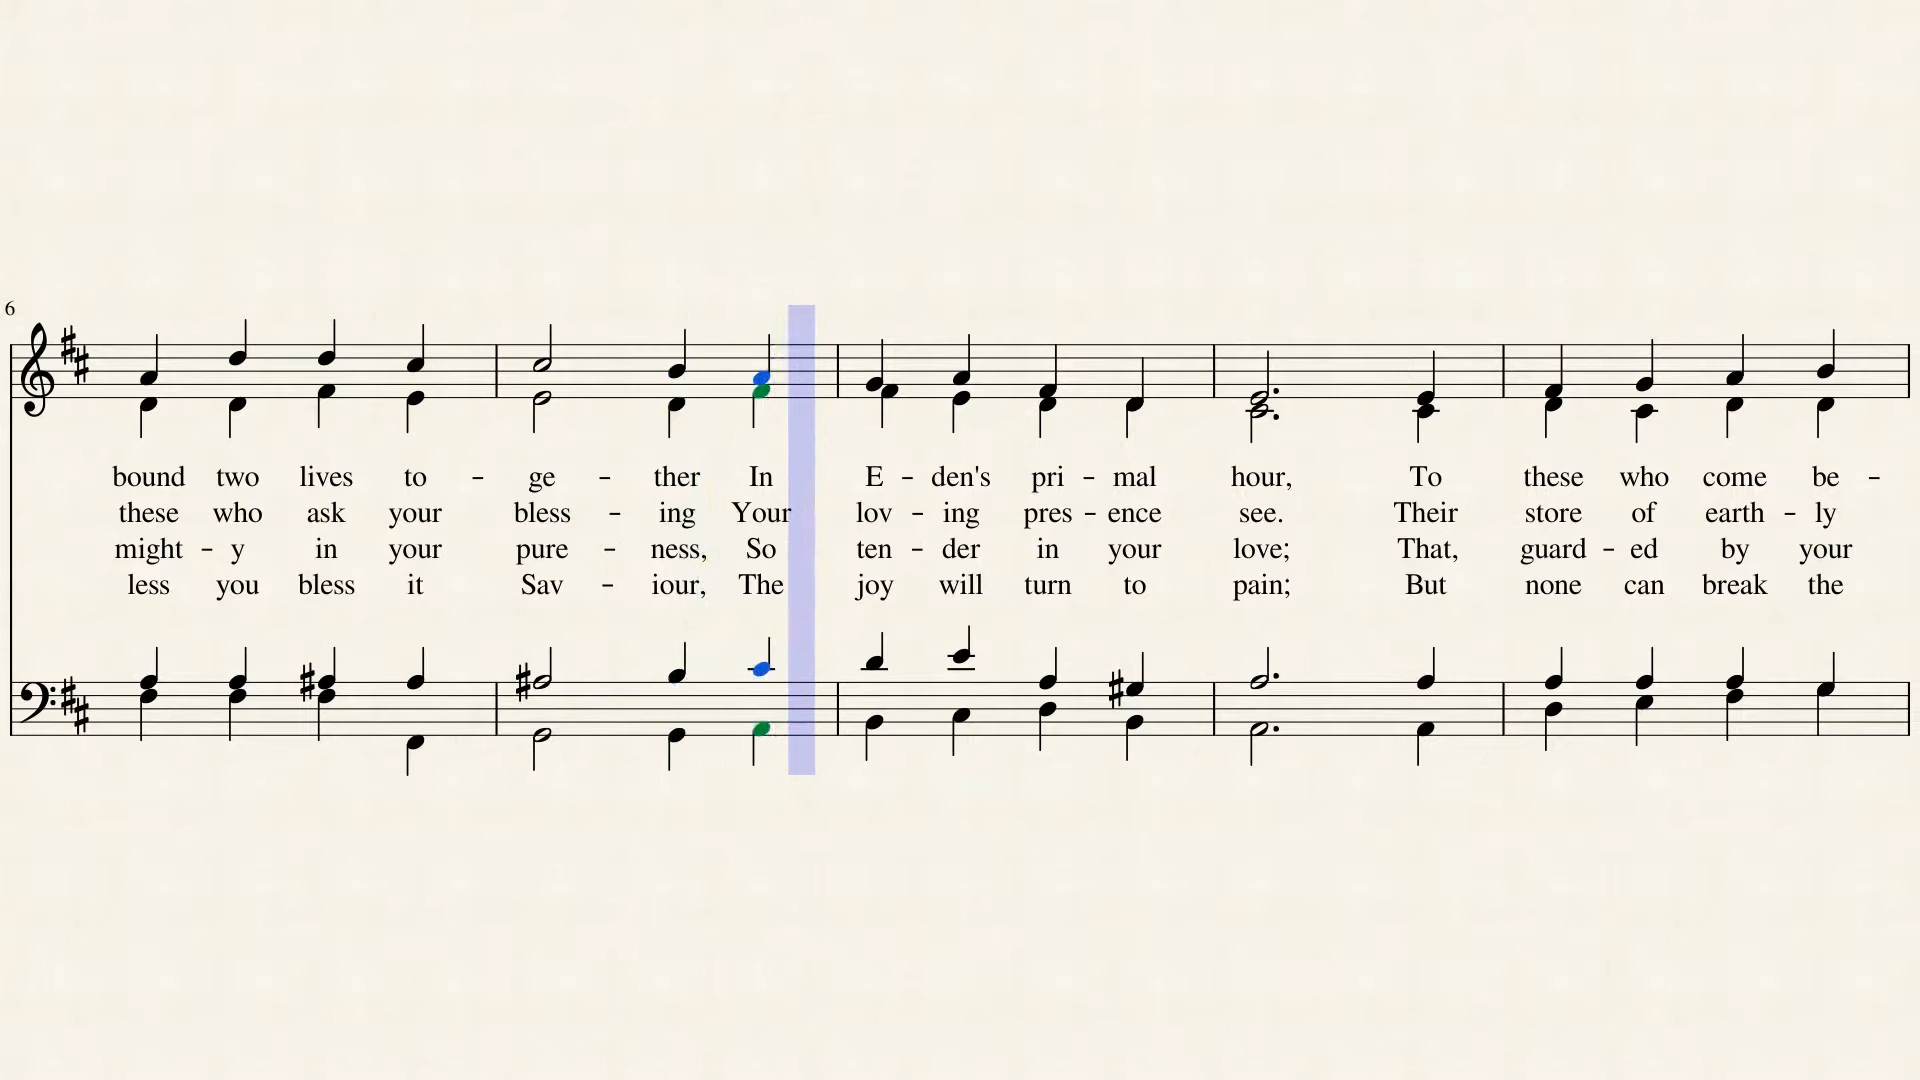 6
bound two lives to - ge - ther In E - den's pri - mal hour, To these who come be -
these who ask your bless - ing Your lov - ing pres - ence see. Their store of earth - ly
might - y in your pure - ness, So ten - der in your love; That, guard - ed by your
less you bless it Sav - iour, The joy will turn to pain; But none can break the